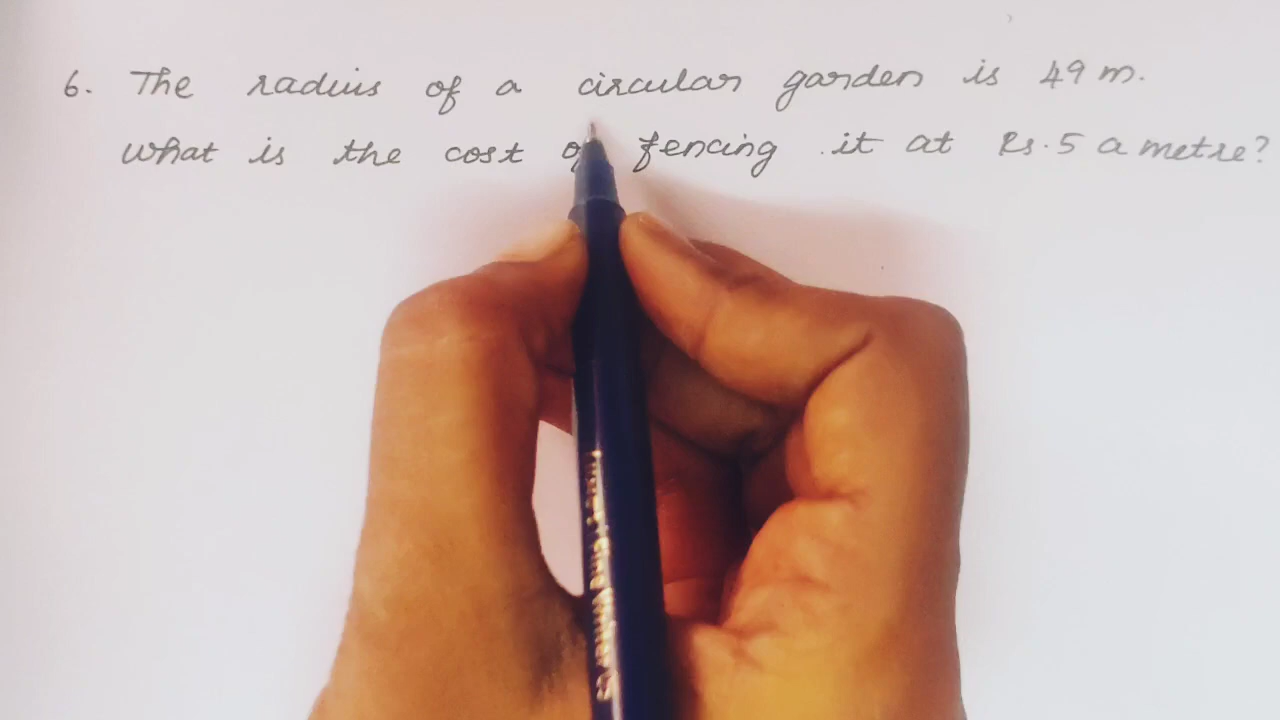 6. The radius of a circular garden is 49 m.
What is the cost of fencing it at Rs. 5 a metre?